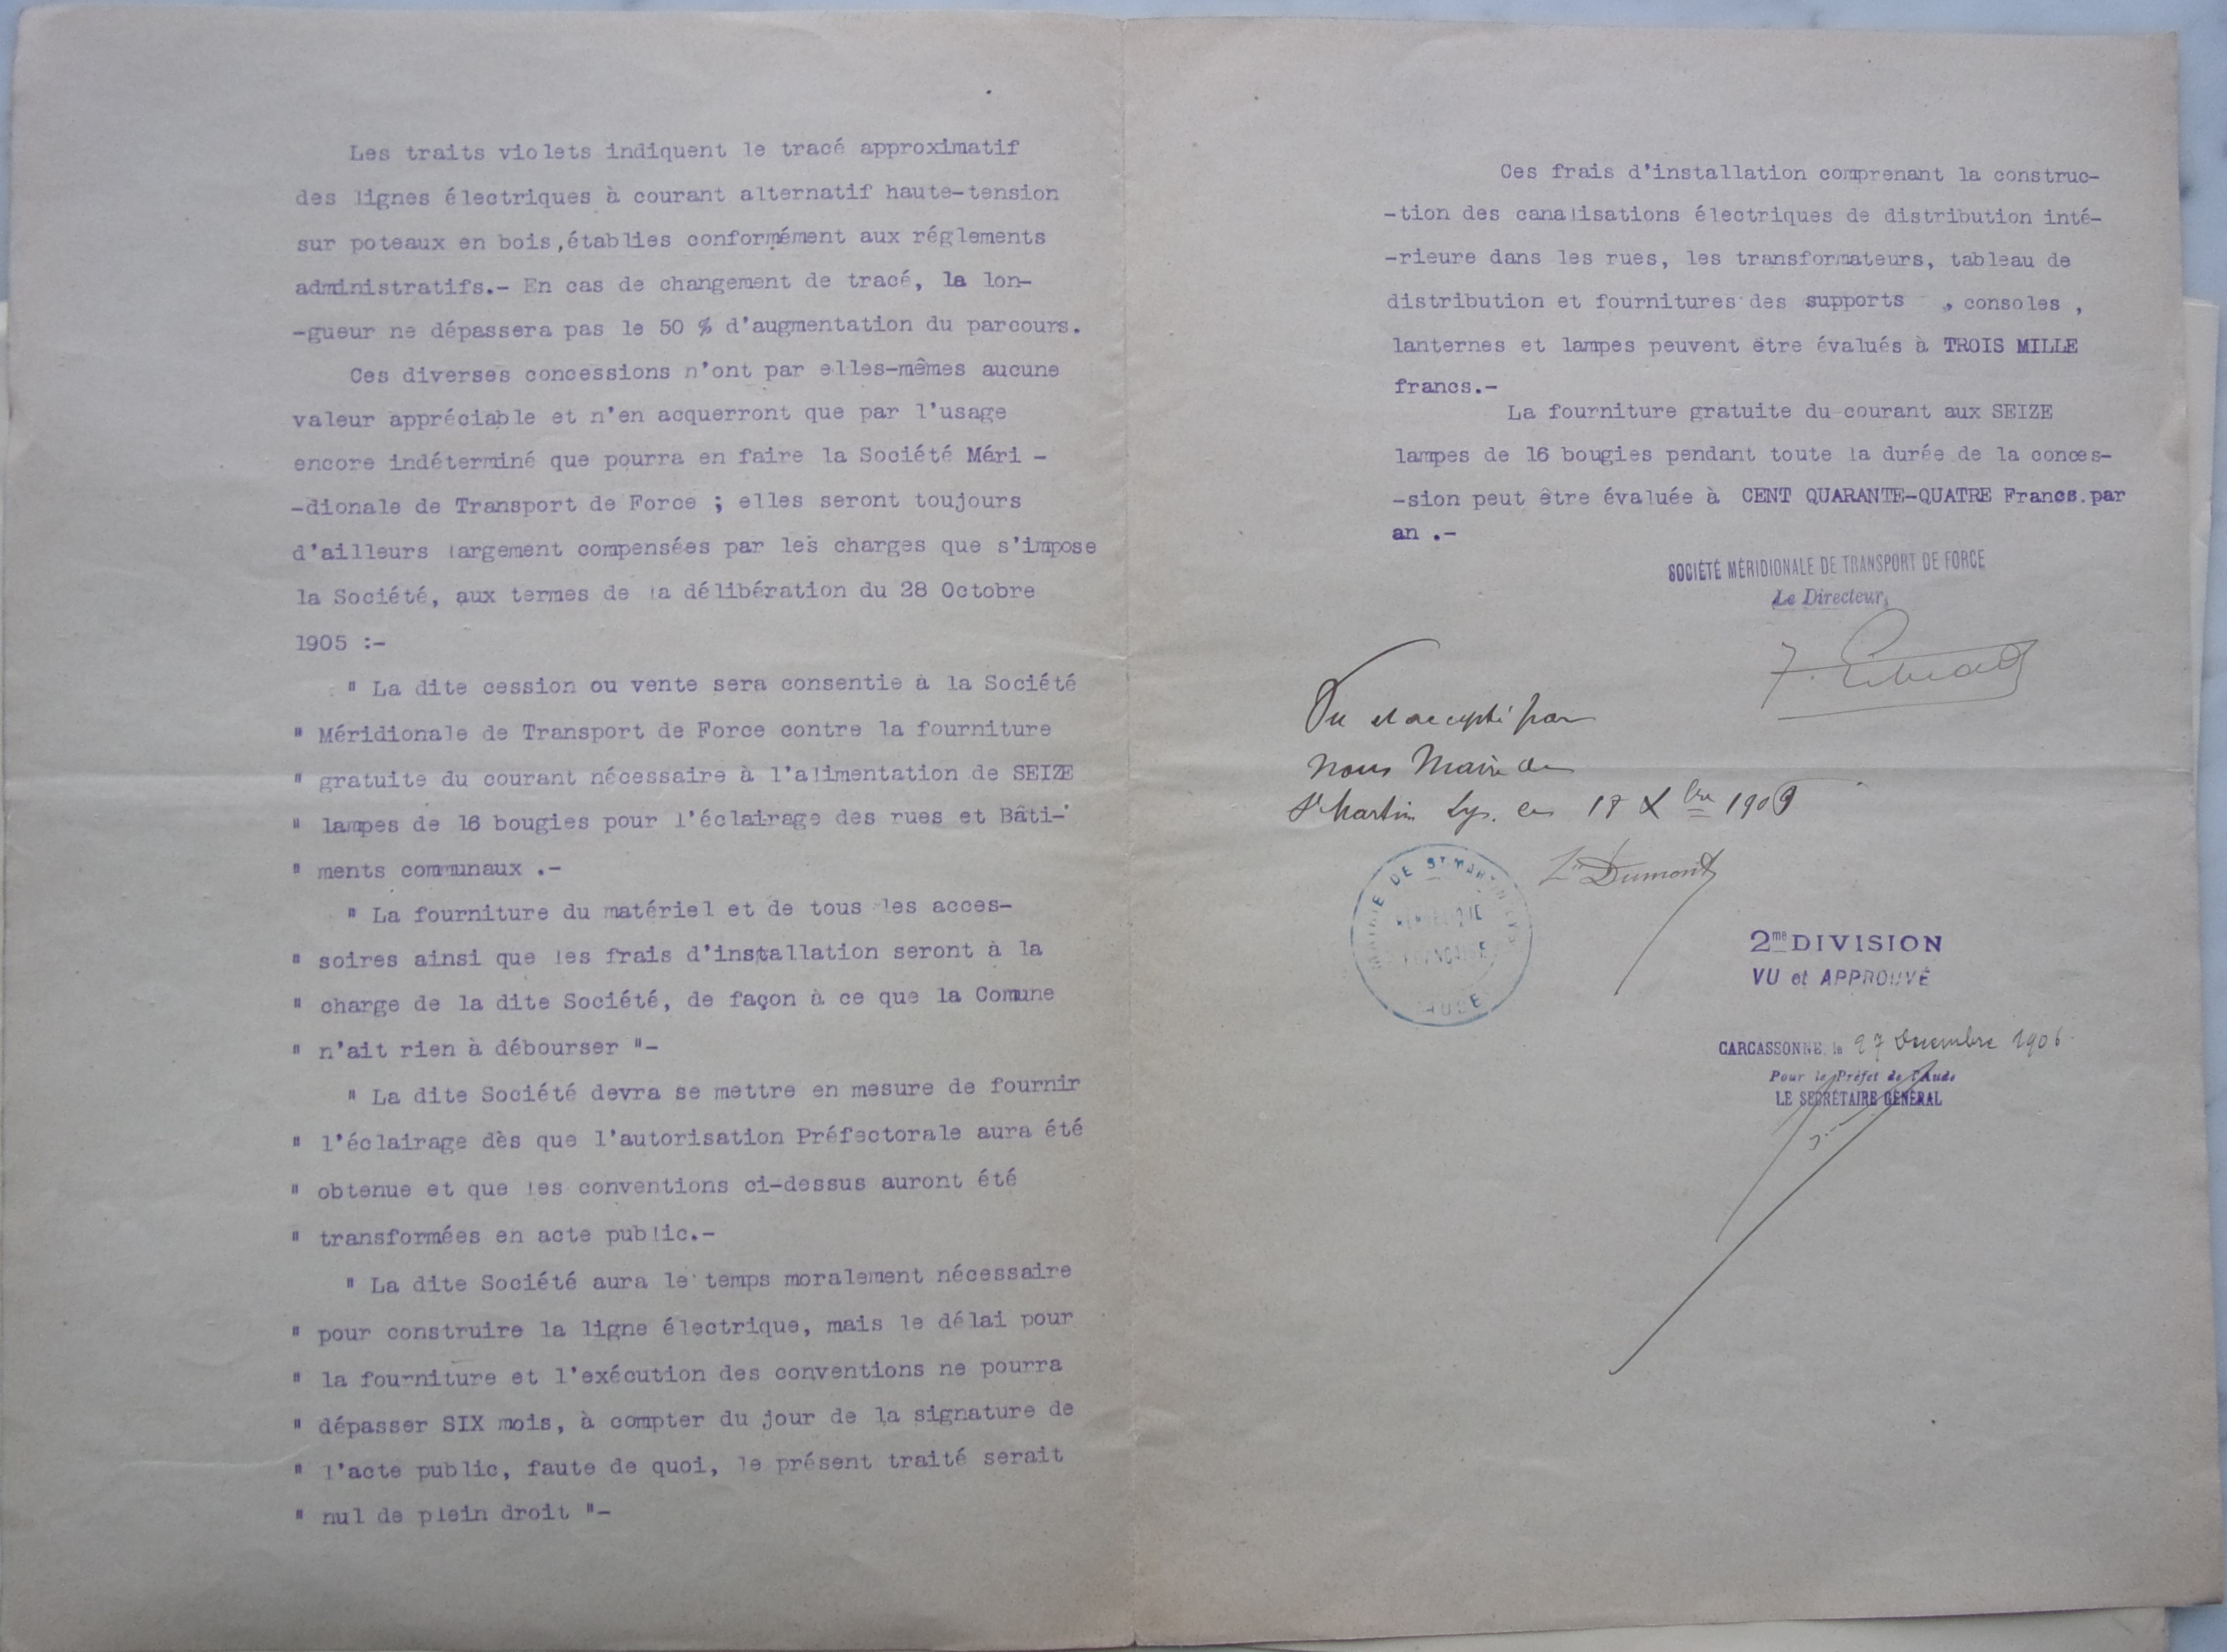 Les traits violets indiquent le tracé approximatif
des lignes électriques à courant alternatif haute-tension
sur poteaux en bois,établies conformément aux réglements
administratifs.- En cas de changement de tracé, la lon-
-gueur ne dépassera pas le 50 % d'augmentation du parcours.
Ces diverses concessions n'ont par elles-mêmes aucune
valeur appréciable et n'en acquerront que par l'usage
encore indéterminé que pourra en faire la Société Méri -
-dionale de Transport de Force ; elles seront toujours
d'ailleurs largement compensées par les charges que s'impose
la Société, aux termes de la délibération du 28 Octobre
1905 :-
" La dite cession ou vente sera consentie à la Société
" Méridionale de Transport de Force contre la fourniture
" gratuite du courant nécessaire à l'alimentation de SEIZE
" lampes de 16 bougies pour l'éclairage des rues et Bâti-
" ments communaux .-
" La fourniture du matériel et de tous les acces-
" soires ainsi que les frais d'installation seront à la
" charge de la dite Société, de façon à ce que la Comune
" n'ait rien à débourser "-
" La dite Société devra se mettre en mesure de fournir
" l'éclairage dès que l'autorisation Préfectorale aura été
" obtenue et que les conventions ci-dessus auront été
" transformées en acte public.-
" La dite Société aura le temps moralement nécessaire
" pour construire la ligne électrique, mais le délai pour
" la fourniture et l'exécution des conventions ne pourra
" dépasser SIX mois, à compter du jour de la signature de
" l'acte public, faute de quoi, le présent traité serait
" nul de plein droit "-
Ces frais d'installation comprenant la construc-
-tion des canalisations électriques de distribution inté-
-rieure dans les rues, les transformateurs, tableau de
distribution et fournitures des supports , consoles ,
lanternes et lampes peuvent être évalués à TROIS MILLE
francs.-
La fourniture gratuite du courant aux SEIZE
lampes de 16 bougies pendant toute la durée de la conces-
-sion peut être évaluée à CENT QUARANTE-QUATRE Francs.par
an .-
SOCIÉTÉ MÉRIDIONALE DE TRANSPORT DE FORCE
Le Directeur,
Vu et accepté par
nous Maire de
St Martin Lys. le 17 Xbre
Dumont
MAIRIE DE ST MARTIN LYS
RÉPUBLIQUE
FRANÇAISE
AUDE
2me DIVISION
VU et APPROUVÉ
CARCASSONNE, le 27 Décembre 1906
Pour le Préfet de l'Aude
LE SECRÉTAIRE GÉNÉRAL